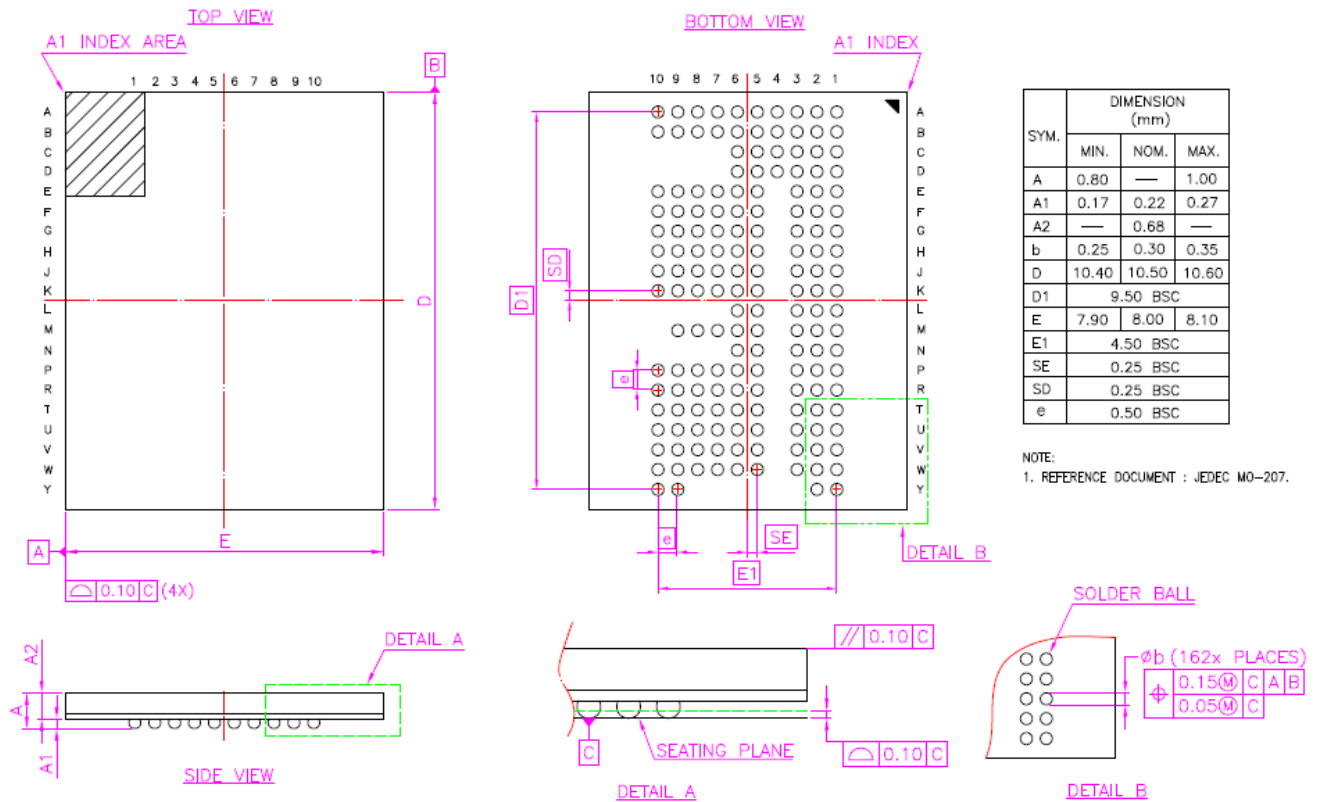 TOP VIEW
A1 INDEX AREA
1 2 3 4 5 6 7 8 9 10
B
A
B
C
D
E
F
G
H
J
K
L
M
N
P
R
T
U
V
W
Y
D
A
E
0.10 C (4X)
BOTTOM VIEW
A1 INDEX
10 9 8 7 6 5 4 3 2 1
A
B
C
D
E
F
G
H
J
K
L
M
N
P
R
T
U
V
W
Y
SD
D1
e
e
SE
E1
DETAIL B
SYM. DIMENSION (mm)
MIN. NOM. MAX.
A 0.80 — 1.00
A1 0.17 0.22 0.27
A2 — 0.68 —
b 0.25 0.30 0.35
D 10.40 10.50 10.60
D1 9.50 BSC
E 7.90 8.00 8.10
E1 4.50 BSC
SE 0.25 BSC
SD 0.25 BSC
e 0.50 BSC
NOTE:
1. REFERENCE DOCUMENT : JEDEC MO-207.
A2
A
A1
DETAIL A
SIDE VIEW
// 0.10 C
C
SEATING PLANE
0.10 C
DETAIL A
SOLDER BALL
Øb (162x PLACES)
⌖ 0.15Ⓜ C A B
0.05Ⓜ C
DETAIL B